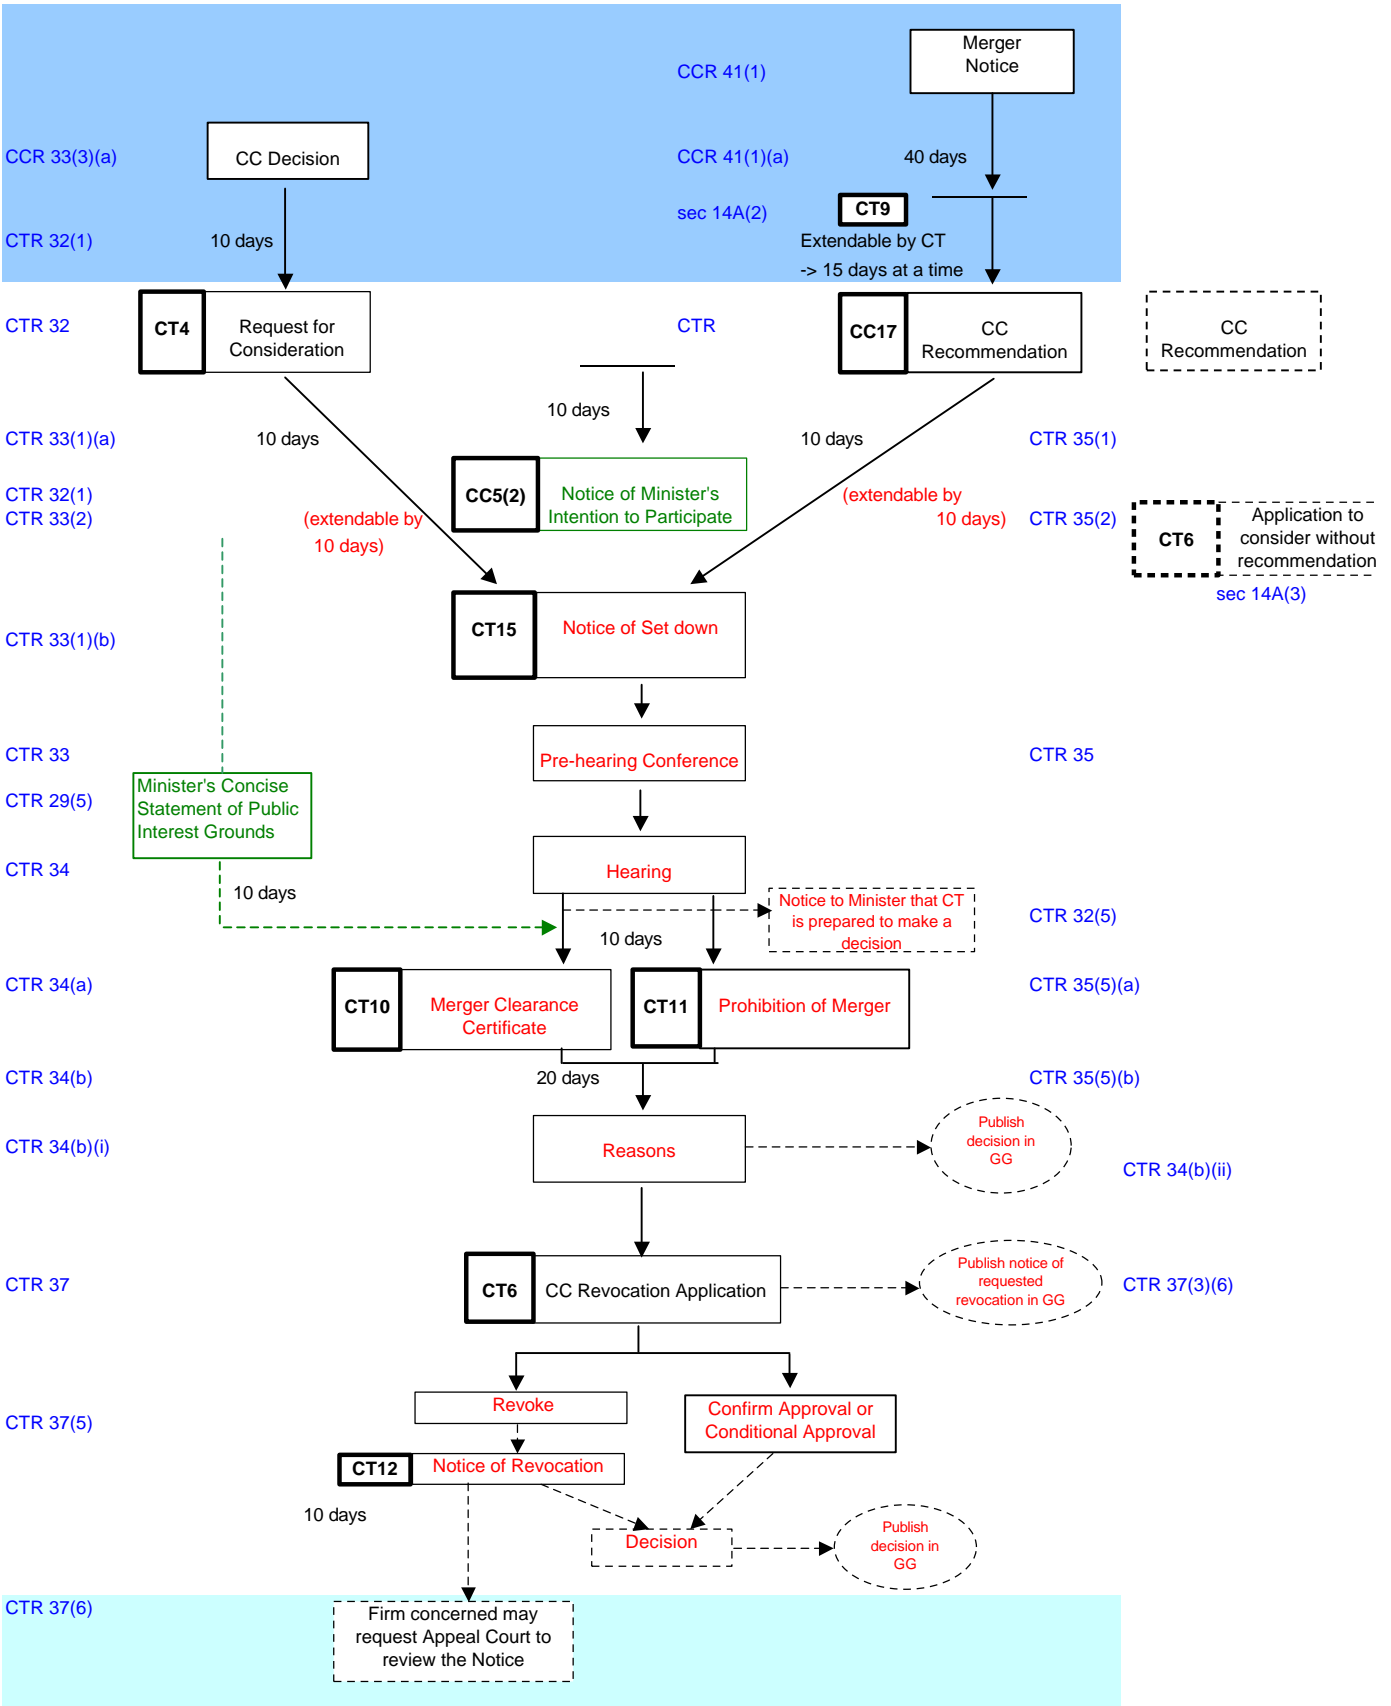 Merger
Notice
CCR 41(1)
CCR 33(3)(a)
CC Decision
CCR 41(1)(a)
40 days
sec 14A(2)
CT9
CTR 32(1)
10 days
Extendable by CT
-> 15 days at a time
CTR 32
CT4
Request for
Consideration
CTR
CC17
CC
Recommendation
CC
Recommendation
10 days
CTR 33(1)(a)
10 days
10 days
CTR 35(1)
CTR 32(1)
CTR 33(2)
(extendable by
10 days)
CC5(2)
Notice of Minister's
Intention to Participate
(extendable by
10 days)
CTR 35(2)
CT6
Application to
consider without
recommendation
sec 14A(3)
CTR 33(1)(b)
CT15
Notice of Set down
CTR 33
Pre-hearing Conference
CTR 35
CTR 29(5)
Minister's Concise
Statement of Public
Interest Grounds
CTR 34
Hearing
10 days
Notice to Minister that CT
is prepared to make a
decision
CTR 32(5)
10 days
CTR 34(a)
CT10
Merger Clearance
Certificate
CT11
Prohibition of Merger
CTR 35(5)(a)
CTR 34(b)
20 days
CTR 35(5)(b)
CTR 34(b)(i)
Reasons
Publish
decision in
GG
CTR 34(b)(ii)
CTR 37
CT6
CC Revocation Application
Publish notice of
requested
revocation in GG
CTR 37(3)(6)
CTR 37(5)
Revoke
Confirm Approval or
Conditional Approval
CT12
Notice of Revocation
10 days
Decision
Publish
decision in
GG
CTR 37(6)
Firm concerned may
request Appeal Court to
review the Notice